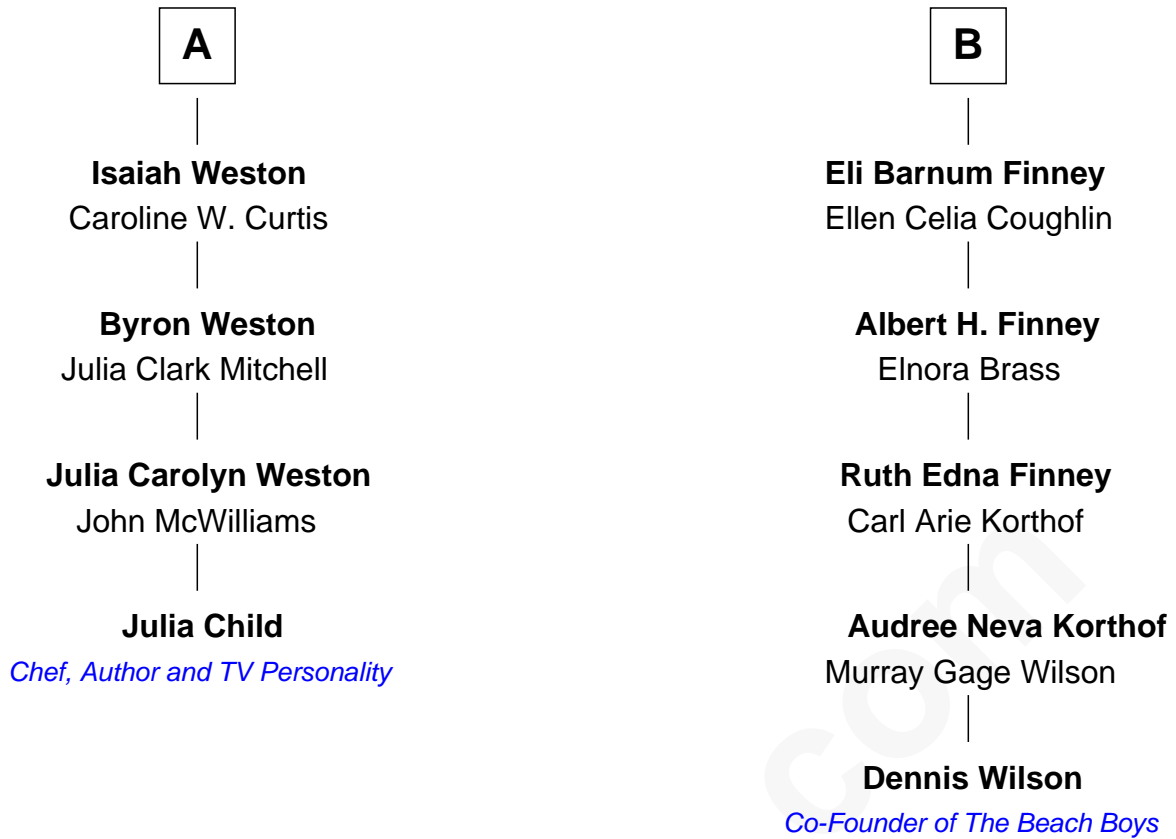 A
Isaiah Weston
Caroline W. Curtis
Byron Weston
Julia Clark Mitchell
Julia Carolyn Weston
John McWilliams
Julia Child
Chef, Author and TV Personality
B
Eli Barnum Finney
Ellen Celia Coughlin
Albert H. Finney
Elnora Brass
Ruth Edna Finney
Carl Arie Korthof
Audree Neva Korthof
Murray Gage Wilson
Dennis Wilson
Co-Founder of The Beach Boys
com